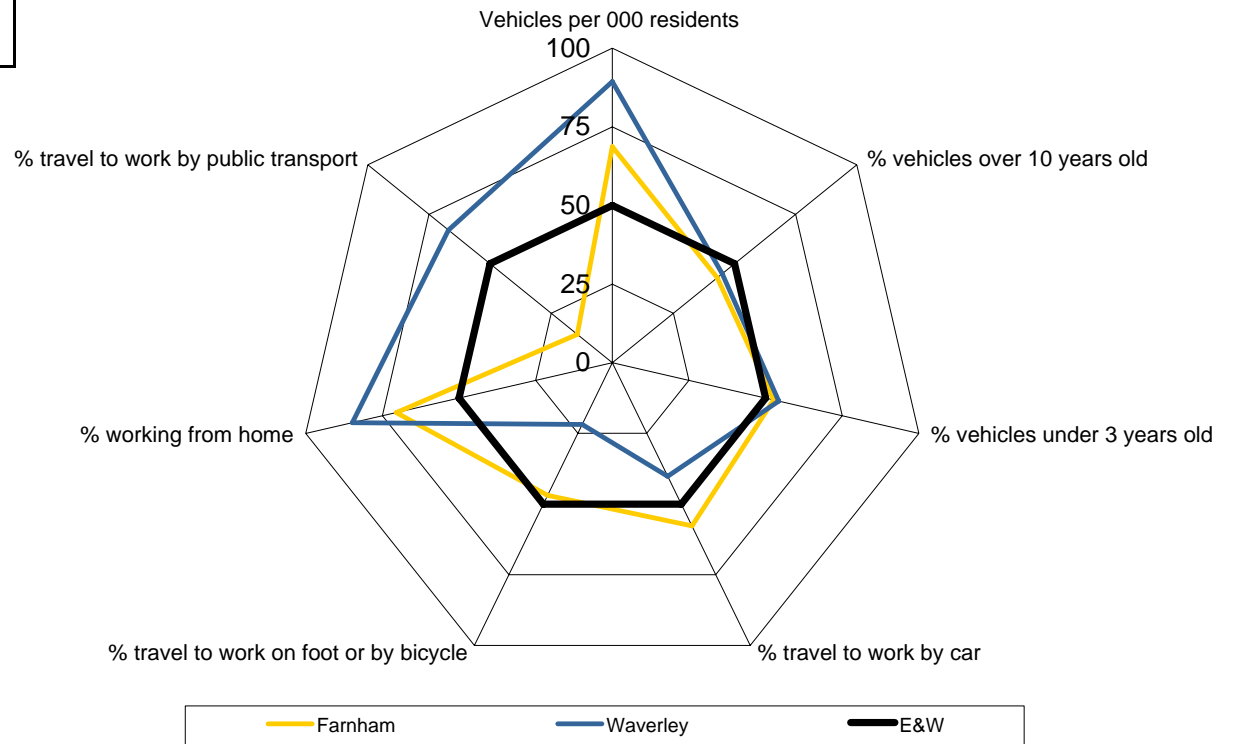 Vehicles per 000 residents
100
75
50
25
0
% vehicles over 10 years old
% vehicles under 3 years old
% travel to work by car
% travel to work on foot or by bicycle
% working from home
% travel to work by public transport
Farnham Waverley E&W